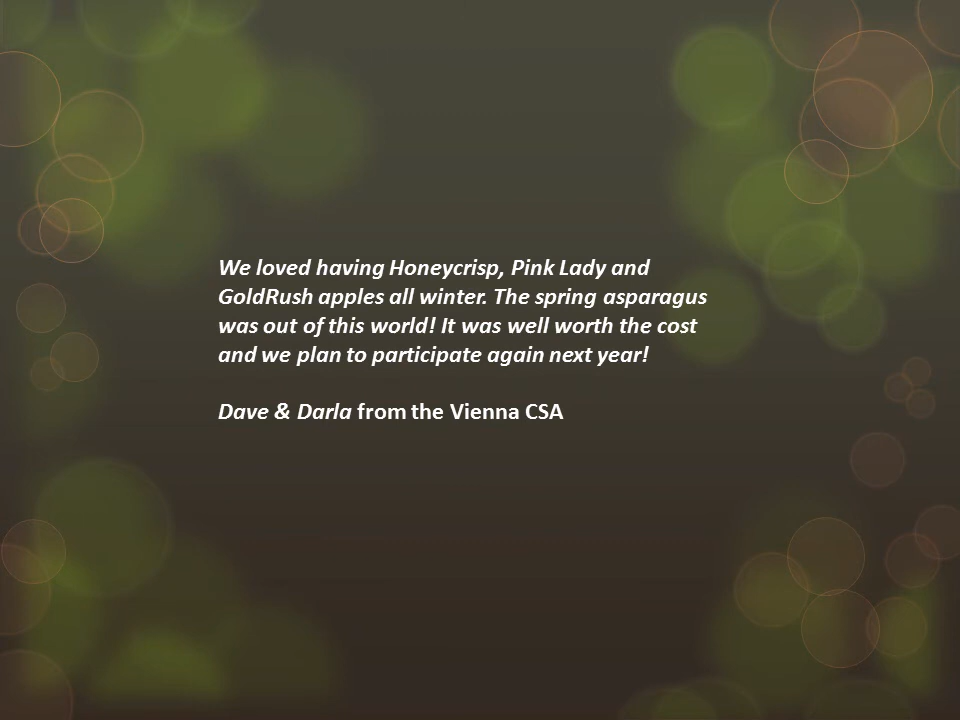 We loved having Honeycrisp, Pink Lady and
GoldRush apples all winter. The spring asparagus
was out of this world! It was well worth the cost
and we plan to participate again next year!
Dave & Darla from the Vienna CSA